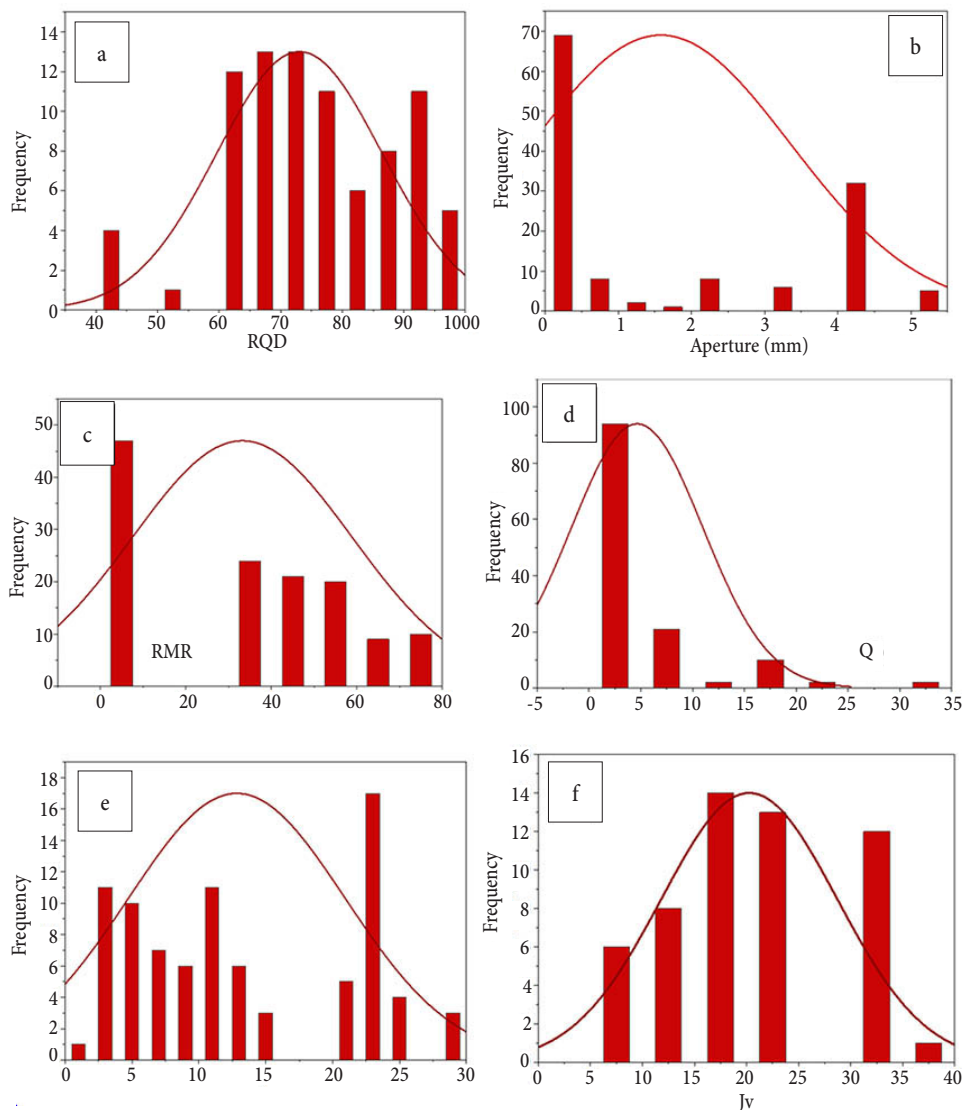 a
Frequency
14
12
10
8
6
4
2
0
40 50 60 70 80 90 1000
RQD
b
Frequency
70
60
50
40
30
20
10
0
0 1 2 3 4 5
Aperture (mm)
c
Frequency
50
40
30
20
10
0
0 20 40 60 80
RMR
d
Frequency
100
80
60
40
20
0
-5 0 5 10 15 20 25 30 35
Q
e
Frequency
18
16
14
12
10
8
6
4
2
0
0 5 10 15 20 25 30
f
Frequency
16
14
12
10
8
6
4
2
0
0 5 10 15 20 25 30 35 40
Jv